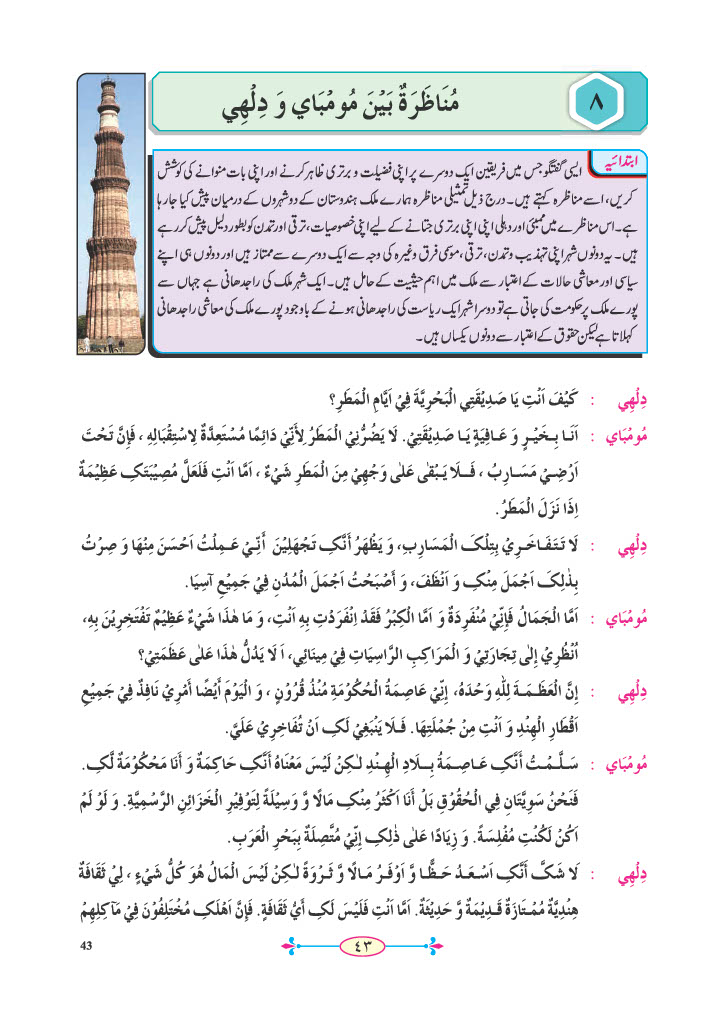 ٨
مُنَاظَرَةٌ بَيْنَ مُومْبَاي وَ دِلْهِي
ابتدائیہ
ایسی گفتگو جس میں فریقین ایک دوسرے پر اپنی فضیلت و برتری ظاہر کرنے اور اپنی بات منوانے کی کوشش
کریں، اسے مناظرہ کہتے ہیں۔ درج ذیل تمثیلی مناظرہ ہمارے ملک ہندوستان کے دو شہروں کے درمیان پیش کیا جا رہا
ہے۔ اس مناظرے میں ممبئی اور دہلی اپنی اپنی برتری جتانے کے لیے اپنی خصوصیات، ترقی اور تمدن کو بطور دلیل پیش کر رہے
ہیں۔ یہ دونوں شہر اپنی تہذیب و تمدن، ترقی، موسمی فرق وغیرہ کی وجہ سے ایک دوسرے سے ممتاز ہیں اور دونوں ہی اپنے
سیاسی اور معاشی حالات کے اعتبار سے ملک میں اہم حیثیت کے حامل ہیں۔ ایک شہر ملک کی راجدھانی ہے جہاں سے
پورے ملک پر حکومت کی جاتی ہے تو دوسرا شہر ایک ریاست کی راجدھانی ہونے کے باوجود پورے ملک کی معاشی راجدھانی
کہلاتا ہے لیکن حقوق کے اعتبار سے دونوں یکساں ہیں۔
دِلْهِي : كَيْفَ اَنْتِ يَا صَدِيْقَتِي الْبَحْرِيَّةَ فِيْ اَيَّامِ الْمَطَرِ؟
مُومْبَاي : اَنَا بِخَيْرٍ وَ عَافِيَةٍ يَا صَدِيْقَتِيْ. لَا يَضُرُّنِيْ الْمَطَرُ لِأَنِّيْ دَائِمًا مُسْتَعِدَّةٌ لِاسْتِقْبَالِهِ ، فَإِنَّ تَحْتَ
اَرْضِيْ مَسَارِبُ ، فَلَا يَبْقٰى عَلٰى وَجْهِيْ مِنَ الْمَطَرِ شَيْءٌ ، اَمَّا اَنْتِ فَلَعَلَّ مُصِيْبَتَکِ عَظِيْمَةٌ
اِذَا نَزَلَ الْمَطَرُ.
دِلْهِي : لَا تَتَفَاخَرِيْ بِتِلْکَ الْمَسَارِبِ، وَ يَظْهَرُ أَنَّکِ تَجْهَلِيْنَ أَنِّيْ عَمِلْتُ اَحْسَنَ مِنْهَا وَ صِرْتُ
بِذٰلِکِ اَجْمَلَ مِنْکِ وَ اَنْظَفَ، وَ اَصْبَحْتُ اَجْمَلَ الْمُدُنِ فِيْ جَمِيْعِ آسِيَا.
مُومْبَاي : اَمَّا الْجَمَالُ فَإِنِّيْ مُنْفَرِدَةٌ وَ اَمَّا الْكِبْرُ فَقَدْ اِنْفَرَدْتِ بِهِ اَنْتِ، وَ مَا هٰذَا شَيْءٌ عَظِيْمٌ تَفْتَخِرِيْنَ بِهِ،
اُنْظُرِيْ إِلٰى تِجَارَتِيْ وَ الْمَرَاكِبِ الرَّاسِيَاتِ فِيْ مِينَائِي، اَ لَا يَدُلُّ هٰذَا عَلٰى عَظَمَتِيْ؟
دِلْهِي : إِنَّ الْعَظَمَةَ لِلّٰهِ وَحْدَهُ، إِنِّيْ عَاصِمَةُ الْحُكُوْمَةِ مُنْذُ قُرُوْنٍ ، وَ الْيَوْمَ أَيْضًا أَمْرِيْ نَافِذٌ فِيْ جَمِيْعِ
اَقْطَارِ الْهِنْدِ وَ اَنْتِ مِنْ جُمْلَتِهَا. فَلَا يَنْبَغِيْ لَکِ اَنْ تُفَاخِرِيْ عَلَيَّ.
مُومْبَاي : سَلَّمْتُ أَنَّکِ عَاصِمَةُ بِلَادِ الْهِنْدِ لٰكِنْ لَيْسَ مَعْنَاهُ أَنَّکِ حَاكِمَةٌ وَ أَنَا مَحْكُوْمَةٌ لَّکِ.
فَنَحْنُ سَوِيَّتَانِ فِي الْحُقُوْقِ بَلْ أَنَا اَكْثَرُ مِنْکِ مَالًا وَّ وَسِيْلَةً لِتَوْفِيْرِ الْخَزَائِنِ الرَّسْمِيَّةِ. وَ لَوْ لَمْ
اَكُنْ لَكُنْتِ مُفْلِسَةً. وَ زِيَادًا عَلٰى ذٰلِکِ إِنِّيْ مُتَّصِلَةٌ بِبَحْرِ الْعَرَبِ.
دِلْهِي : لَا شَکَّ أَنَّکِ اَسْعَدُ حَظًّا وَّ اَوْفَرُ مَالًا وَّ ثَرْوَةً لٰكِنْ لَيْسَ الْمَالُ هُوَ كُلُّ شَيْءٍ ، لِيْ ثَقَافَةٌ
هِنْدِيَّةٌ مُمْتَازَةٌ قَدِيْمَةٌ وَّ حَدِيْثَةٌ. اَمَّا اَنْتِ فَلَيْسَ لَکِ أَيُّ ثَقَافَةٍ. فَإِنَّ اَهْلَکِ مُخْتَلِفُوْنَ فِيْ مَآكِلِهِمْ
٤٣
43